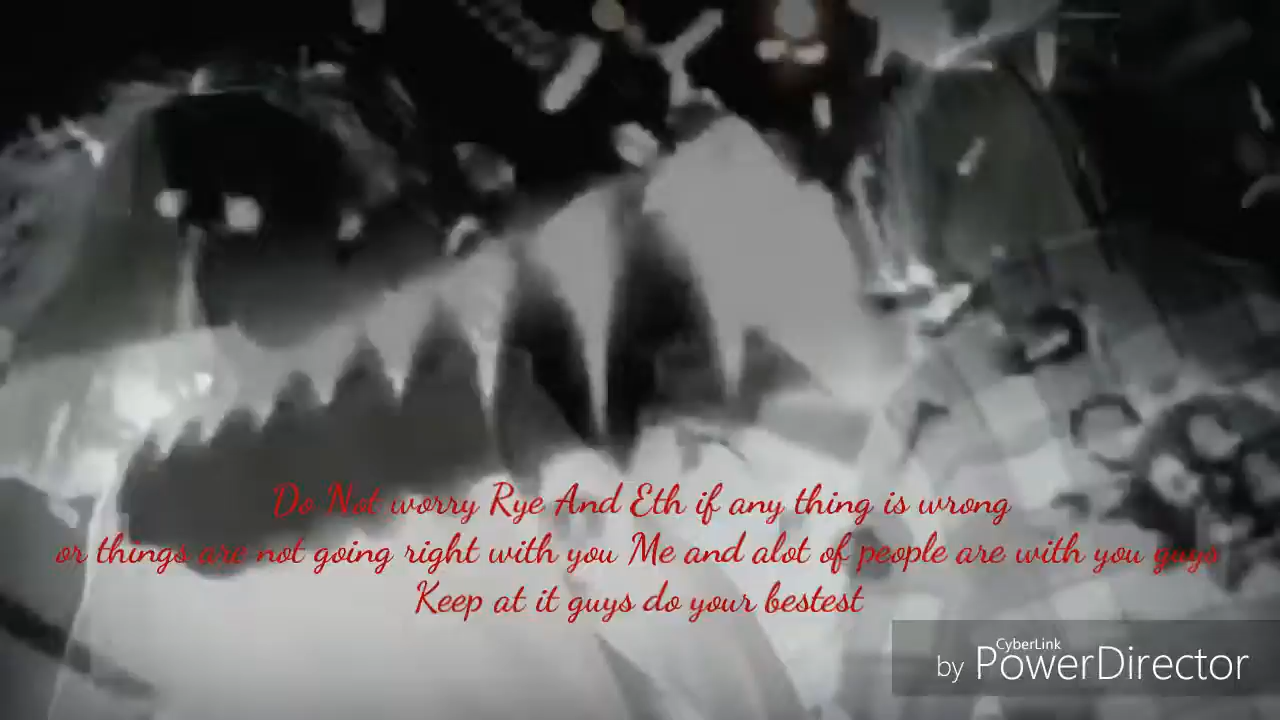 Do Not worry Rye And Eth if any thing is wrong
or things are not going right with you Me and alot of people are with you guys
Keep at it guys do your bestest
by CyberLink PowerDirector